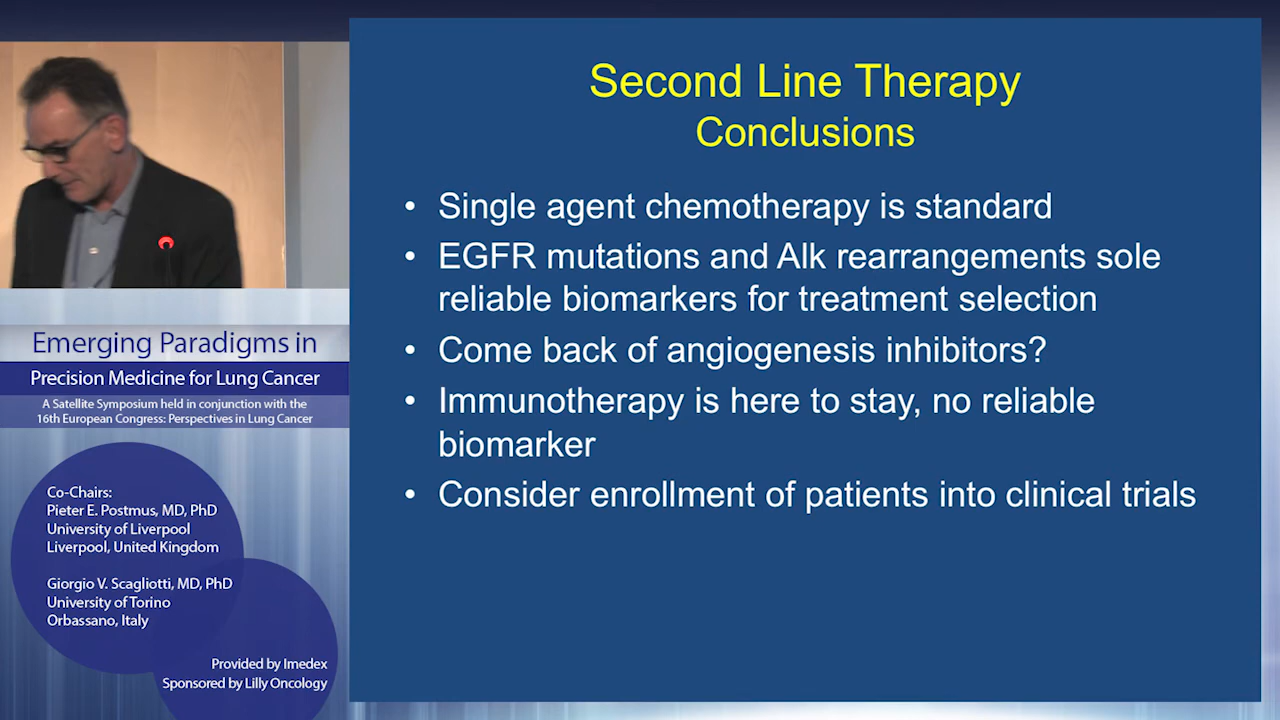 Second Line Therapy
Conclusions
• Single agent chemotherapy is standard
• EGFR mutations and Alk rearrangements sole
reliable biomarkers for treatment selection
• Come back of angiogenesis inhibitors?
• Immunotherapy is here to stay, no reliable
biomarker
• Consider enrollment of patients into clinical trials
Emerging Paradigms in
Precision Medicine for Lung Cancer
A Satellite Symposium held in conjunction with the
16th European Congress: Perspectives in Lung Cancer
Co-Chairs:
Pieter E. Postmus, MD, PhD
University of Liverpool
Liverpool, United Kingdom
Giorgio V. Scagliotti, MD, PhD
University of Torino
Orbassano, Italy
Provided by Imedex
Sponsored by Lilly Oncology